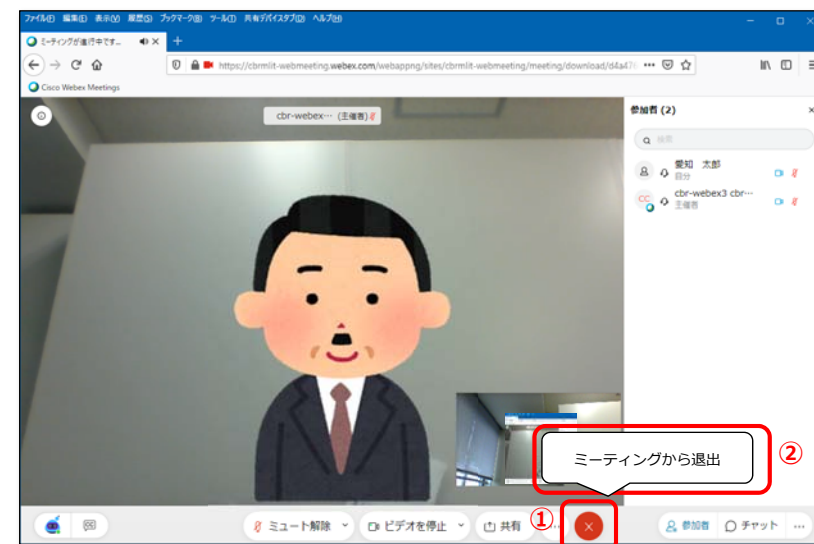 ファイル(F) 編集(E) 表示(V) 履歴(S) ブックマーク(B) ツール(T) 共有デバイスタブ(D) ヘルプ(H)
ミーティングが進行中です…
https://cbrmlit-webmeeting.webex.com/webappng/sites/cbrmlit-webmeeting/meeting/download/d4a47
Cisco Webex Meetings
cbr-webex… (主催者)
参加者 (2)
検索
愛知 太郎
自分
CC
cbr-webex3 cbr…
主催者
ミーティングから退出
②
①
ミュート解除
ビデオを停止
共有
参加者
チャット